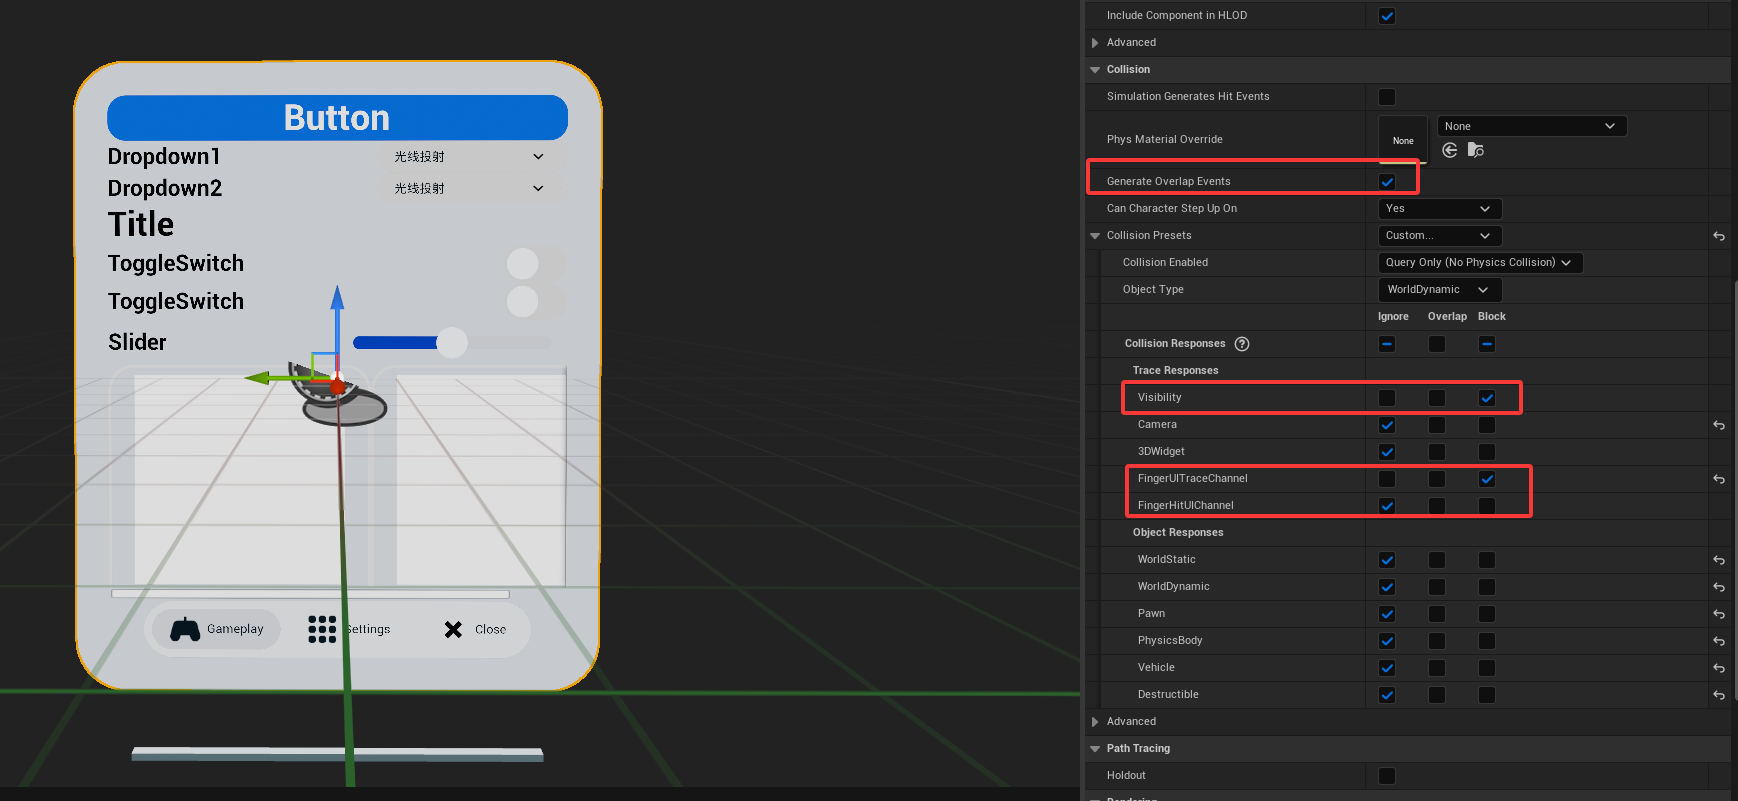 Button
Dropdown1 光线投射
Dropdown2 光线投射
Title
ToggleSwitch
ToggleSwitch
Slider
Gameplay Settings Close
Include Component in HLOD
Advanced
Collision
Simulation Generates Hit Events
Phys Material Override None None
Generate Overlap Events
Can Character Step Up On Yes
Collision Presets Custom...
Collision Enabled Query Only (No Physics Collision)
Object Type WorldDynamic
Ignore Overlap Block
Collision Responses ?
Trace Responses
Visibility
Camera
3DWidget
FingerUITraceChannel
FingerHitUIChannel
Object Responses
WorldStatic
WorldDynamic
Pawn
PhysicsBody
Vehicle
Destructible
Advanced
Path Tracing
Holdout
Rendering